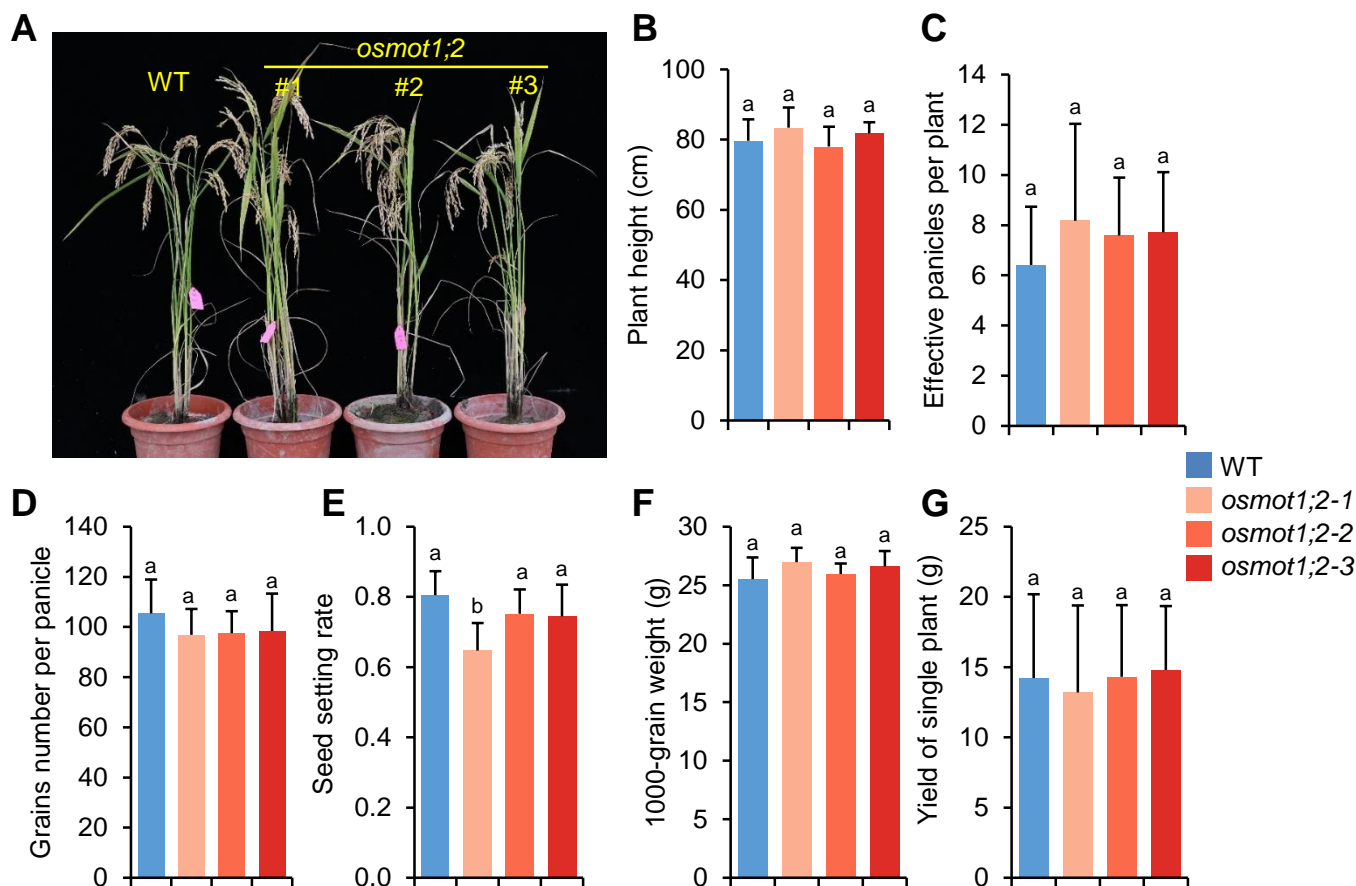 A
WT
osmot1;2
#1
#2
#3
B
Plant height (cm)
100
80
60
40
20
0
a
a
a
a
C
Effective panicles per plant
14
12
10
8
6
4
2
0
a
a
a
a
WT
osmot1;2-1
osmot1;2-2
osmot1;2-3
D
Grains number per panicle
140
120
100
80
60
40
20
0
a
a
a
a
E
Seed setting rate
1.0
0.8
0.6
0.4
0.2
0.0
a
b
a
a
F
1000-grain weight (g)
30
25
20
15
10
5
0
a
a
a
a
G
Yield of single plant (g)
25
20
15
10
5
0
a
a
a
a